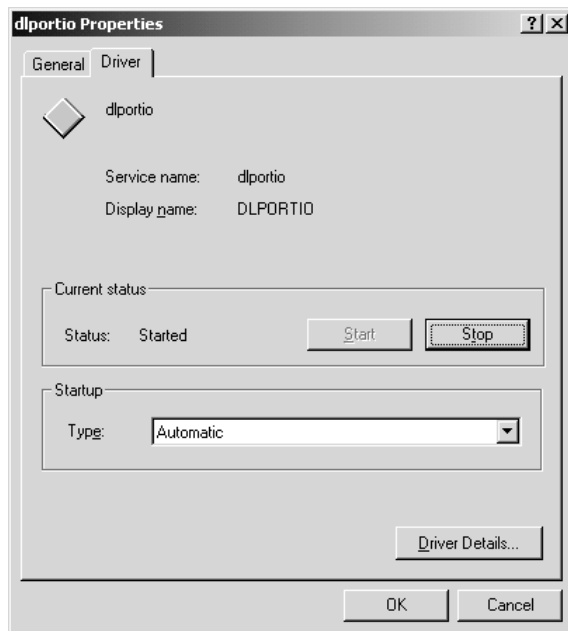 dlportio Properties ? ×
General Driver
dlportio
Service name: dlportio
Display name: DLPORTIO
Current status
Status: Started Start Stop
Startup
Type: Automatic
Driver Details...
OK Cancel